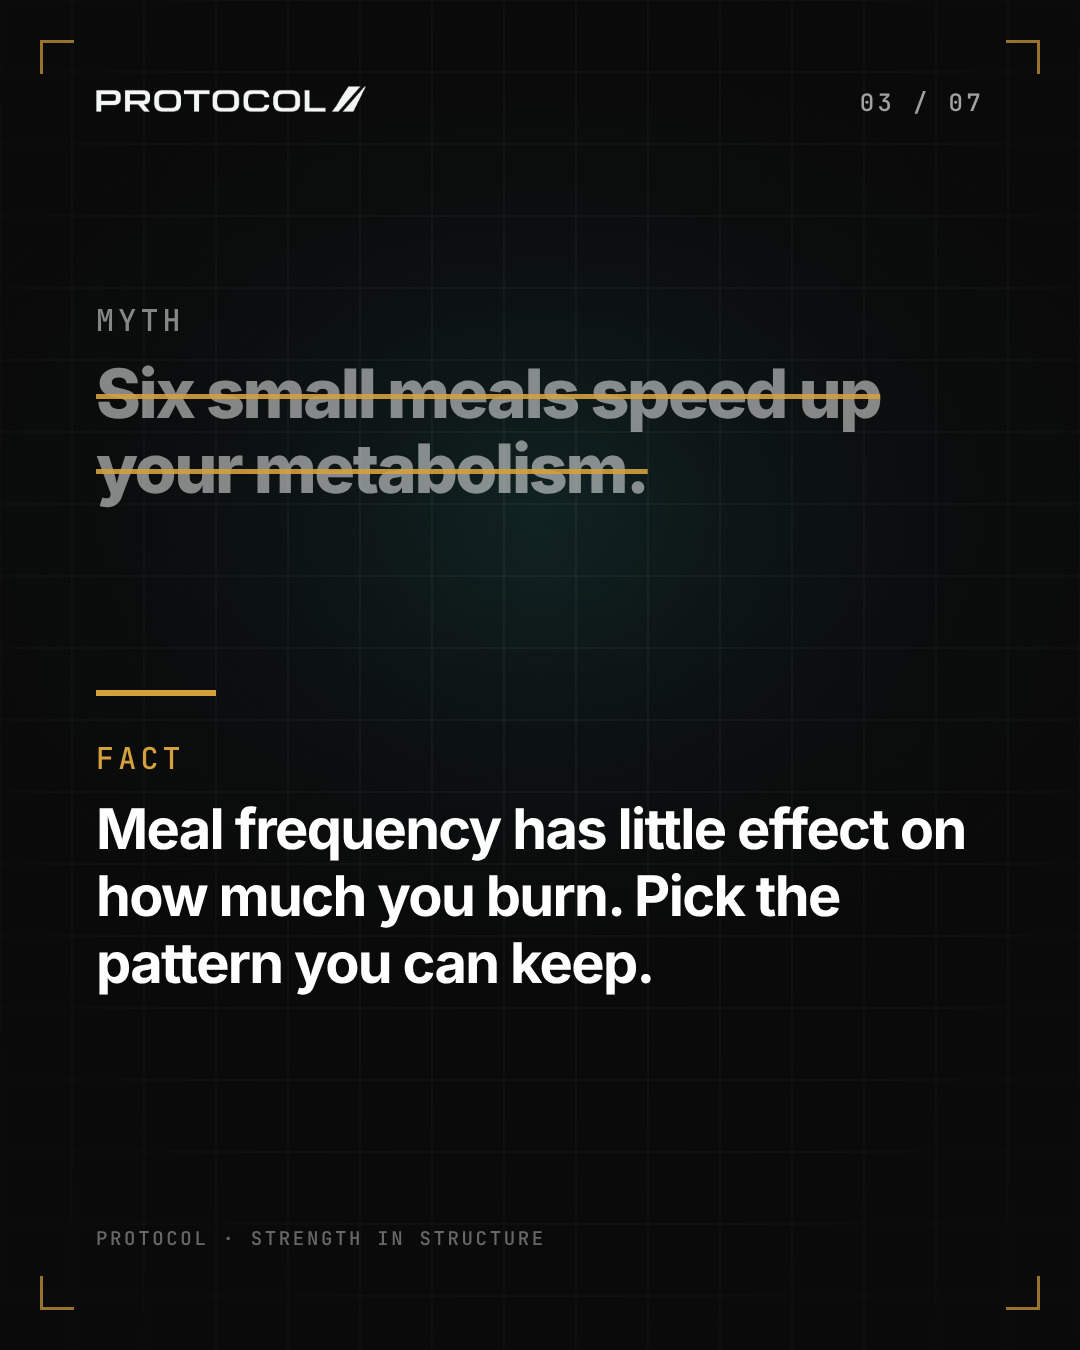 PROTOCOL
03 / 07
MYTH
Six small meals speed up
your metabolism.
FACT
Meal frequency has little effect on
how much you burn. Pick the
pattern you can keep.
PROTOCOL · STRENGTH IN STRUCTURE